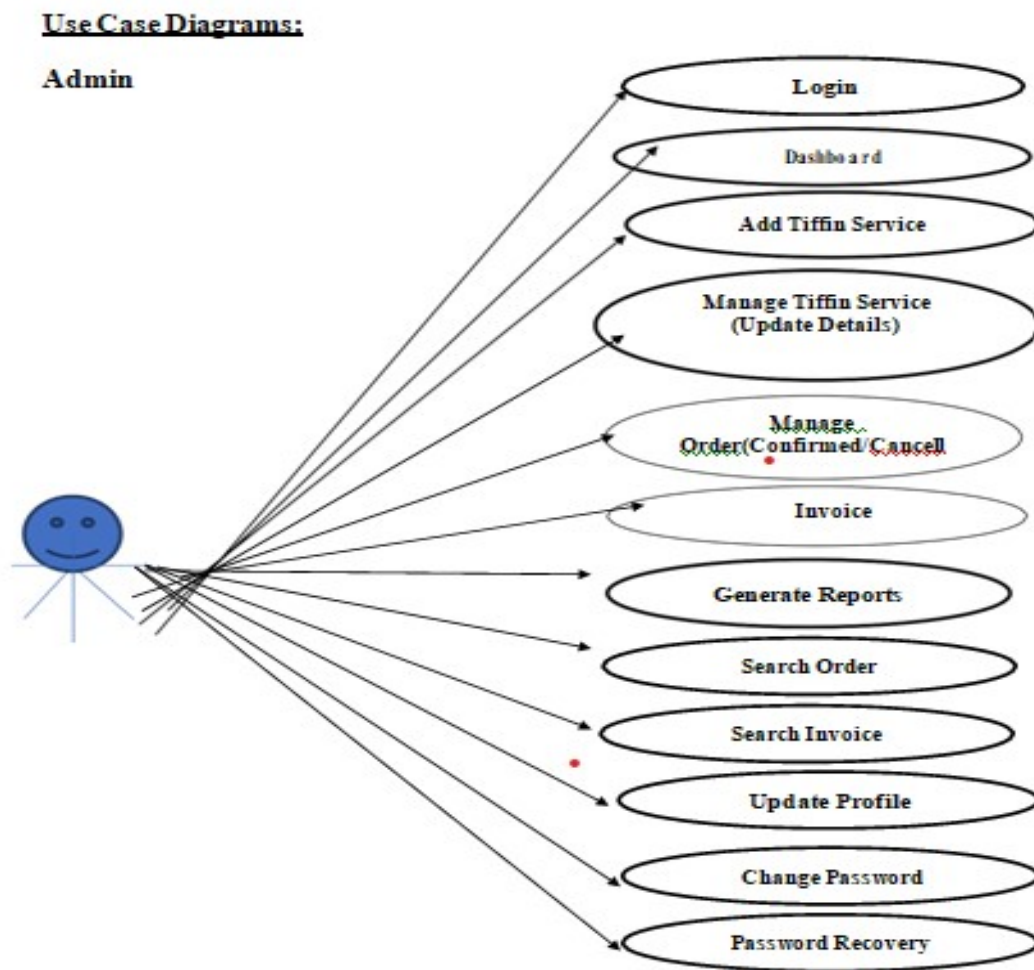 Use Case Diagrams:
Admin
Login
Dashboard
Add Tiffin Service
Manage Tiffin Service
(Update Details)
Manage
Order(Confirmed/Cancell
Invoice
Generate Reports
Search Order
Search Invoice
Update Profile
Change Password
Password Recovery